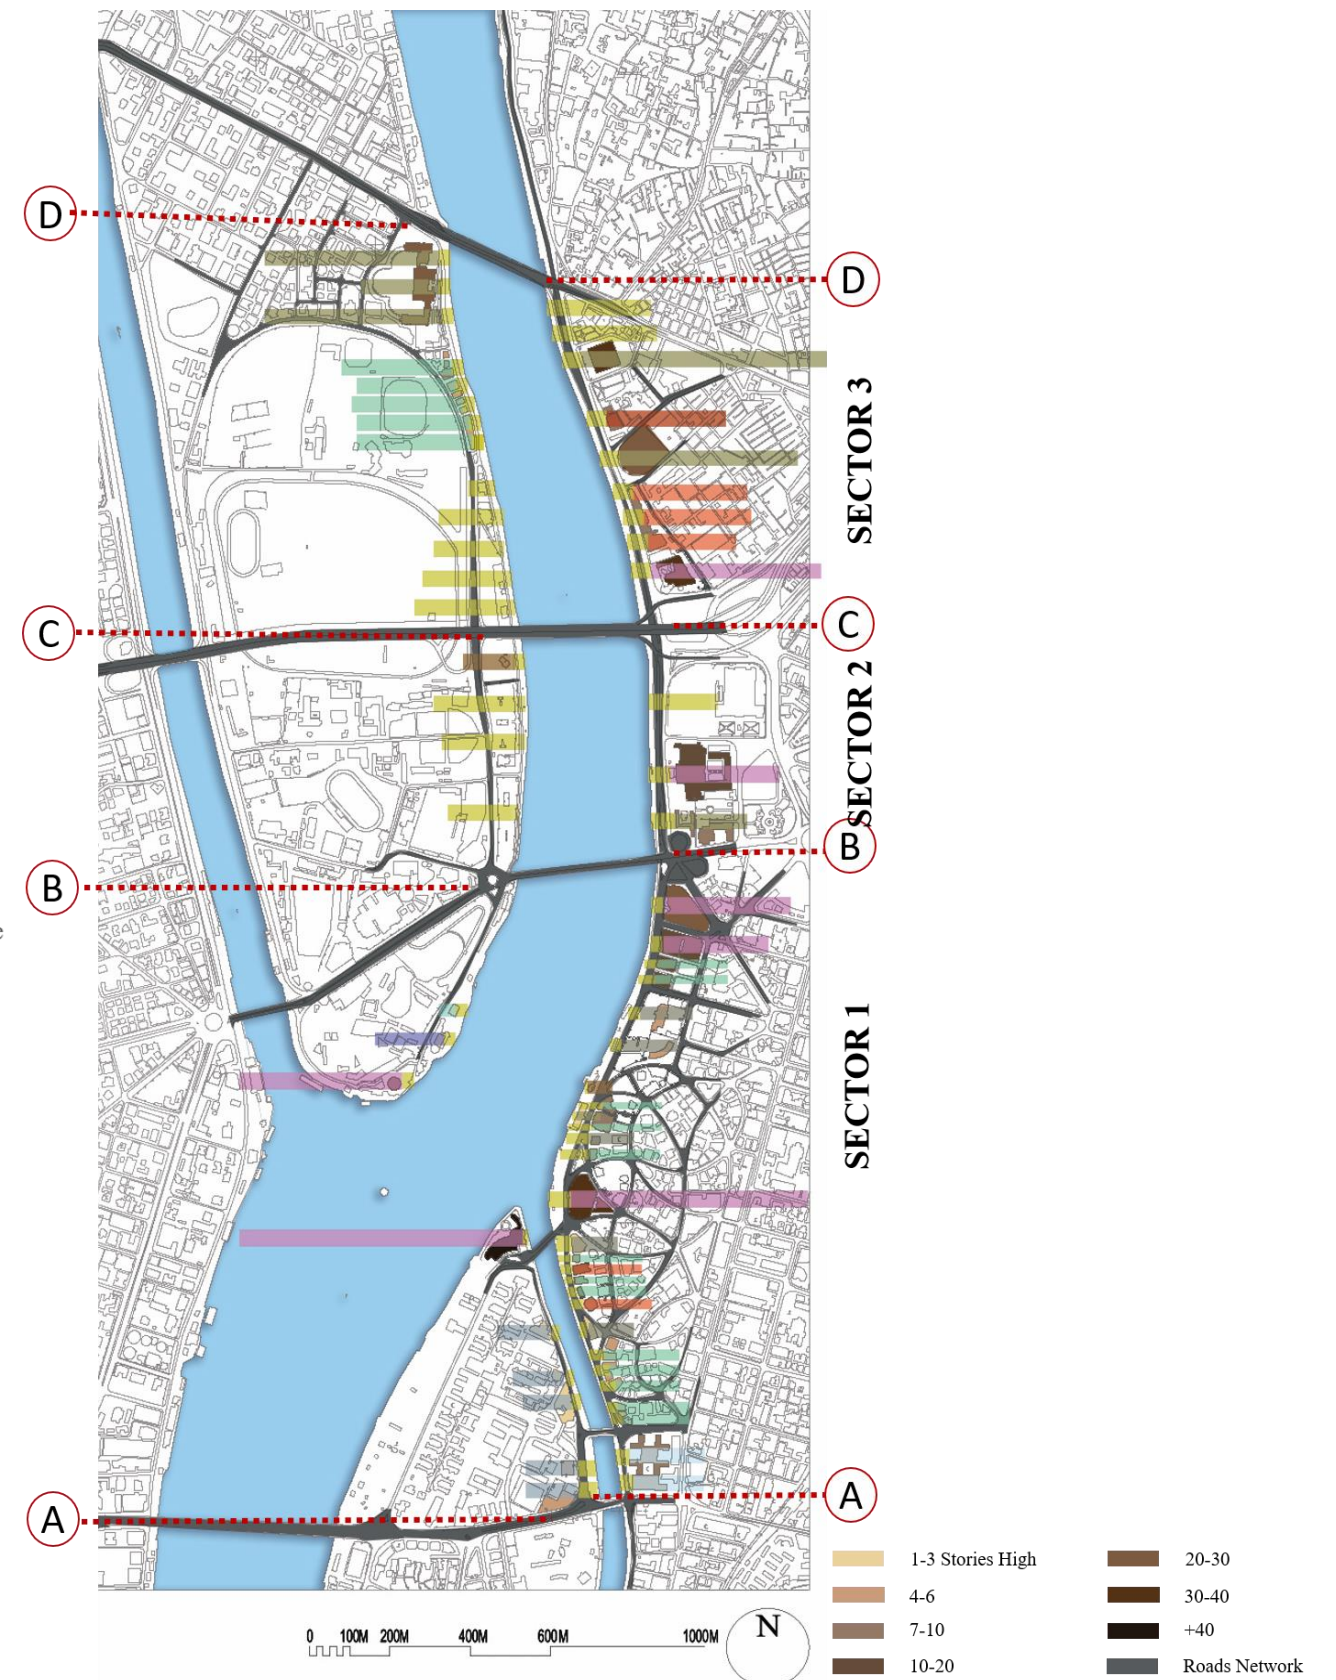 D
D
SECTOR 3
C
C
SECTOR 2
B
B
e
SECTOR 1
A
A
1-3 Stories High
20-30
4-6
30-40
7-10
+40
10-20
Roads Network
0 100M 200M 400M 600M 1000M
N